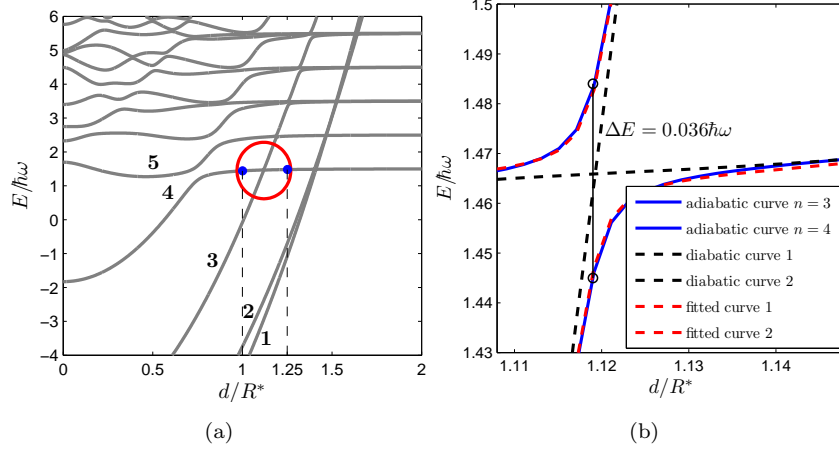 6
5
4
3
2
1
0
−1
−2
−3
−4
E/ℏω
0
0.5
1
1.25
1.5
2
d/R*
5
4
3
2
1
(a)
1.5
1.49
1.48
1.47
1.46
1.45
1.44
1.43
E/ℏω
1.11
1.12
1.13
1.14
d/R*
ΔE = 0.036ℏω
adiabatic curve n = 3
adiabatic curve n = 4
diabatic curve 1
diabatic curve 2
fitted curve 1
fitted curve 2
(b)